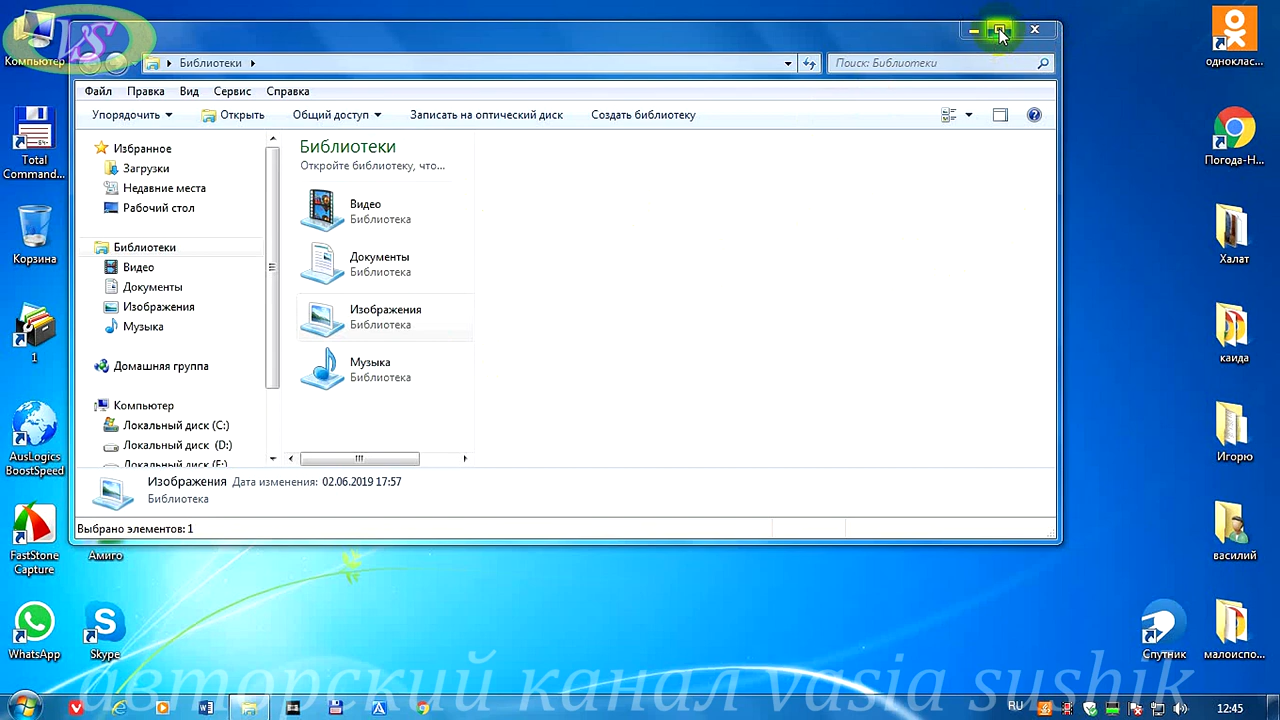 Компьютер
VS
Библиотеки
Поиск: Библиотеки
Файл Правка Вид Сервис Справка
Упорядочить Открыть Общий доступ Записать на оптический диск Создать библиотеку
Избранное
Загрузки
Недавние места
Рабочий стол
Библиотеки
Видео
Документы
Изображения
Музыка
Домашняя группа
Компьютер
Локальный диск (C:)
Локальный диск (D:)
Локальный диск (E:)
Библиотеки
Откройте библиотеку, что...
Видео
Библиотека
Документы
Библиотека
Изображения
Библиотека
Музыка
Библиотека
Изображения Дата изменения: 02.06.2019 17:57
Библиотека
Выбрано элементов: 1
Total
Command...
Корзина
1
AusLogics
BoostSpeed
FastStone
Capture
Амиго
WhatsApp
Skype
однокла...
Погода-Н...
Халат
каида
Игорю
василий
Спутник
малоиспо...
авторский канал vasia sushik
RU
12:45